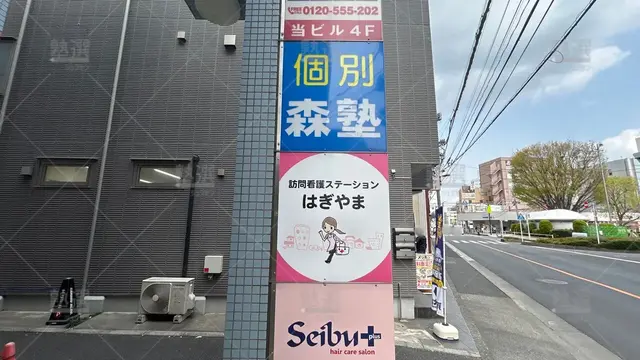 0120-555-202
当ビル4F
個別
森塾
訪問看護ステーション
はぎやま
Seibu plus
hair care salon